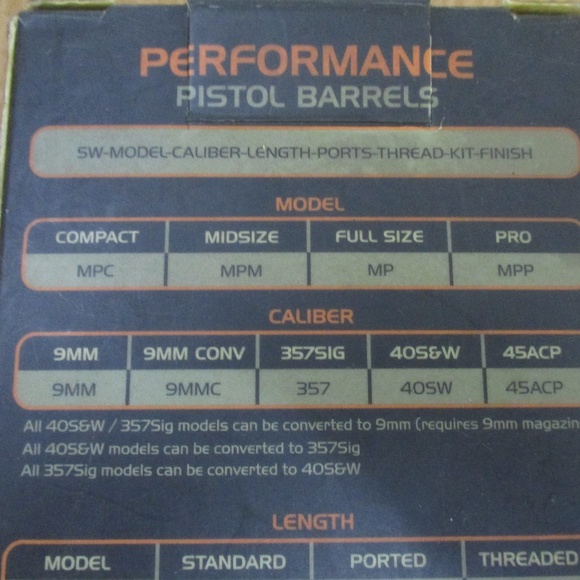 PERFORMANCE
PISTOL BARRELS
SW-MODEL-CALIBER-LENGTH-PORTS-THREAD-KIT-FINISH
MODEL
COMPACT MIDSIZE FULL SIZE PRO
MPC MPM MP MPP
CALIBER
9MM 9MM CONV 357SIG 40S&W 45ACP
9MM 9MMC 357 40SW 45ACP
All 40S&W / 357Sig models can be converted to 9mm (requires 9mm magazin
All 40S&W models can be converted to 357Sig
All 357Sig models can be converted to 40S&W
LENGTH
MODEL STANDARD PORTED THREADED